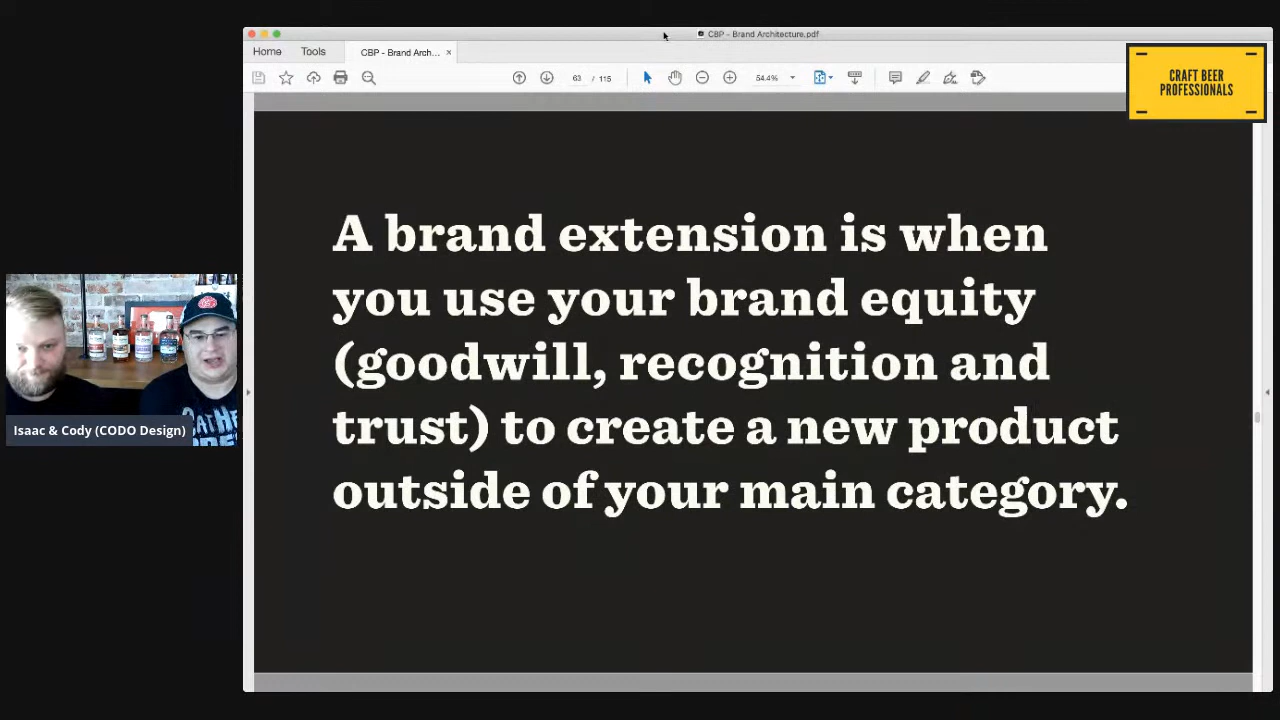 CBP - Brand Architecture.pdf
Home
Tools
CBP - Brand Arch...
×
63 / 115
54.4%
CRAFT BEER
PROFESSIONALS
A brand extension is when
you use your brand equity
(goodwill, recognition and
trust) to create a new product
outside of your main category.
Isaac & Cody (CODO Design)